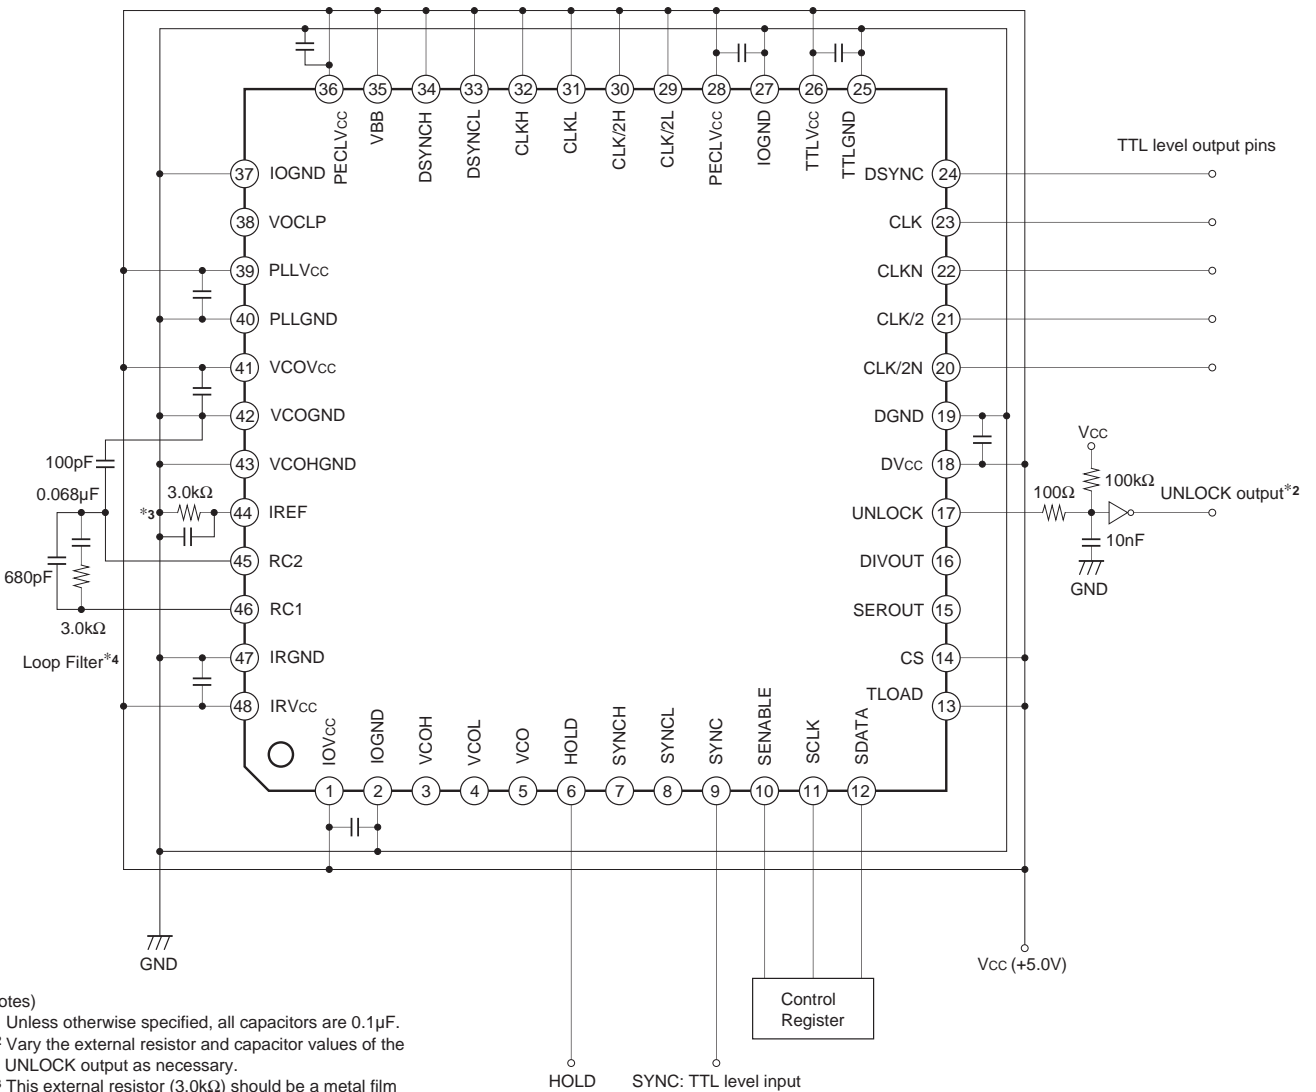 36 35 34 33 32 31 30 29 28 27 26 25
PECLVcc
VBB
DSYNCH
DSYNCL
CLKH
CLKL
CLK/2H
CLK/2L
PECLVcc
IOGND
TTLVcc
TTLGND
37 IOGND
38 VOCLP
39 PLLVcc
40 PLLGND
41 VCOVcc
42 VCOGND
43 VCOHGND
44 IREF
45 RC2
46 RC1
47 IRGND
48 IRVcc
100pF
0.068µF
*3
3.0kΩ
680pF
3.0kΩ
Loop Filter*4
TTL level output pins
DSYNC 24
CLK 23
CLKN 22
CLK/2 21
CLK/2N 20
DGND 19
DVcc 18
UNLOCK 17
DIVOUT 16
SEROUT 15
CS 14
TLOAD 13
Vcc
100kΩ
100Ω
UNLOCK output*2
10nF
GND
IOVcc
IOGND
VCOH
VCOL
VCO
HOLD
SYNCH
SYNCL
SYNC
SENABLE
SCLK
SDATA
1 2 3 4 5 6 7 8 9 10 11 12
GND
Vcc (+5.0V)
Control
Register
HOLD
SYNC: TTL level input
otes)
Unless otherwise specified, all capacitors are 0.1µF.
Vary the external resistor and capacitor values of the
UNLOCK output as necessary.
This external resistor (3.0kΩ) should be a metal film